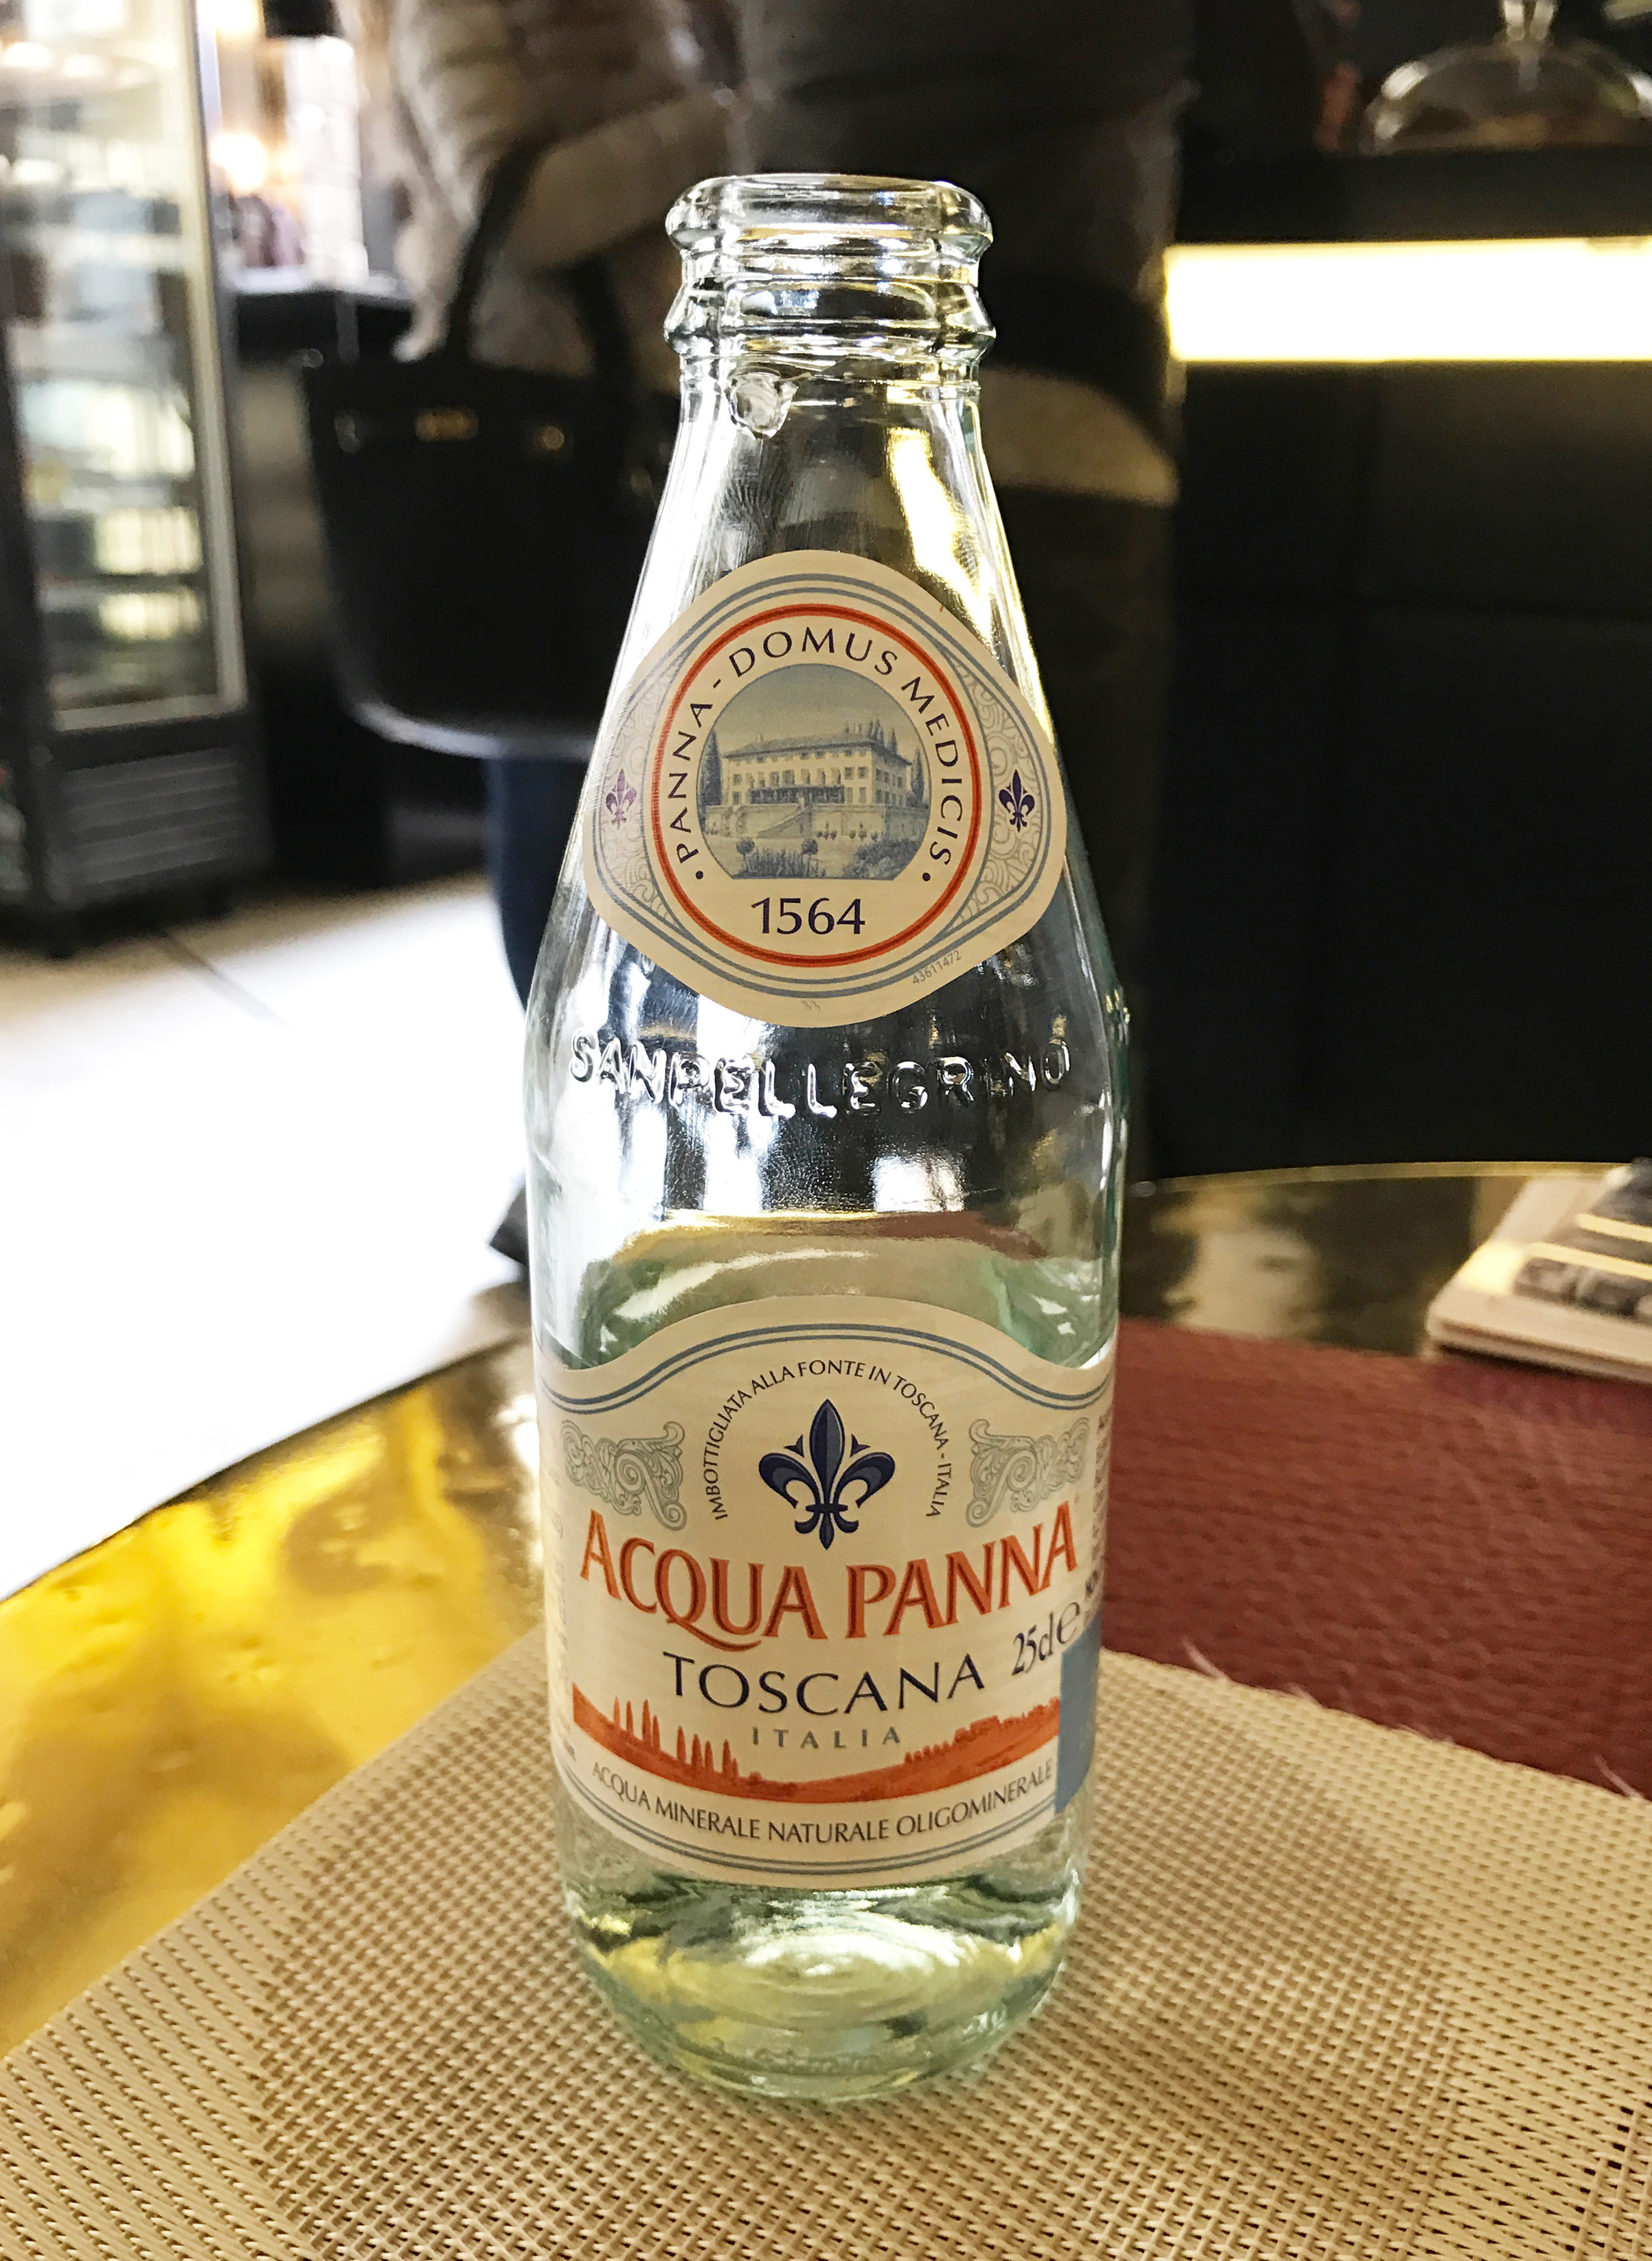 PANNA - DOMUS MEDICIS
1564
43611472
SANPELLEGRINO
IMBOTTIGLIATA ALLA FONTE IN TOSCANA - ITALIA
ACQUA PANNA
TOSCANA
25cl e
ITALIA
ACQUA MINERALE NATURALE OLIGOMINERALE